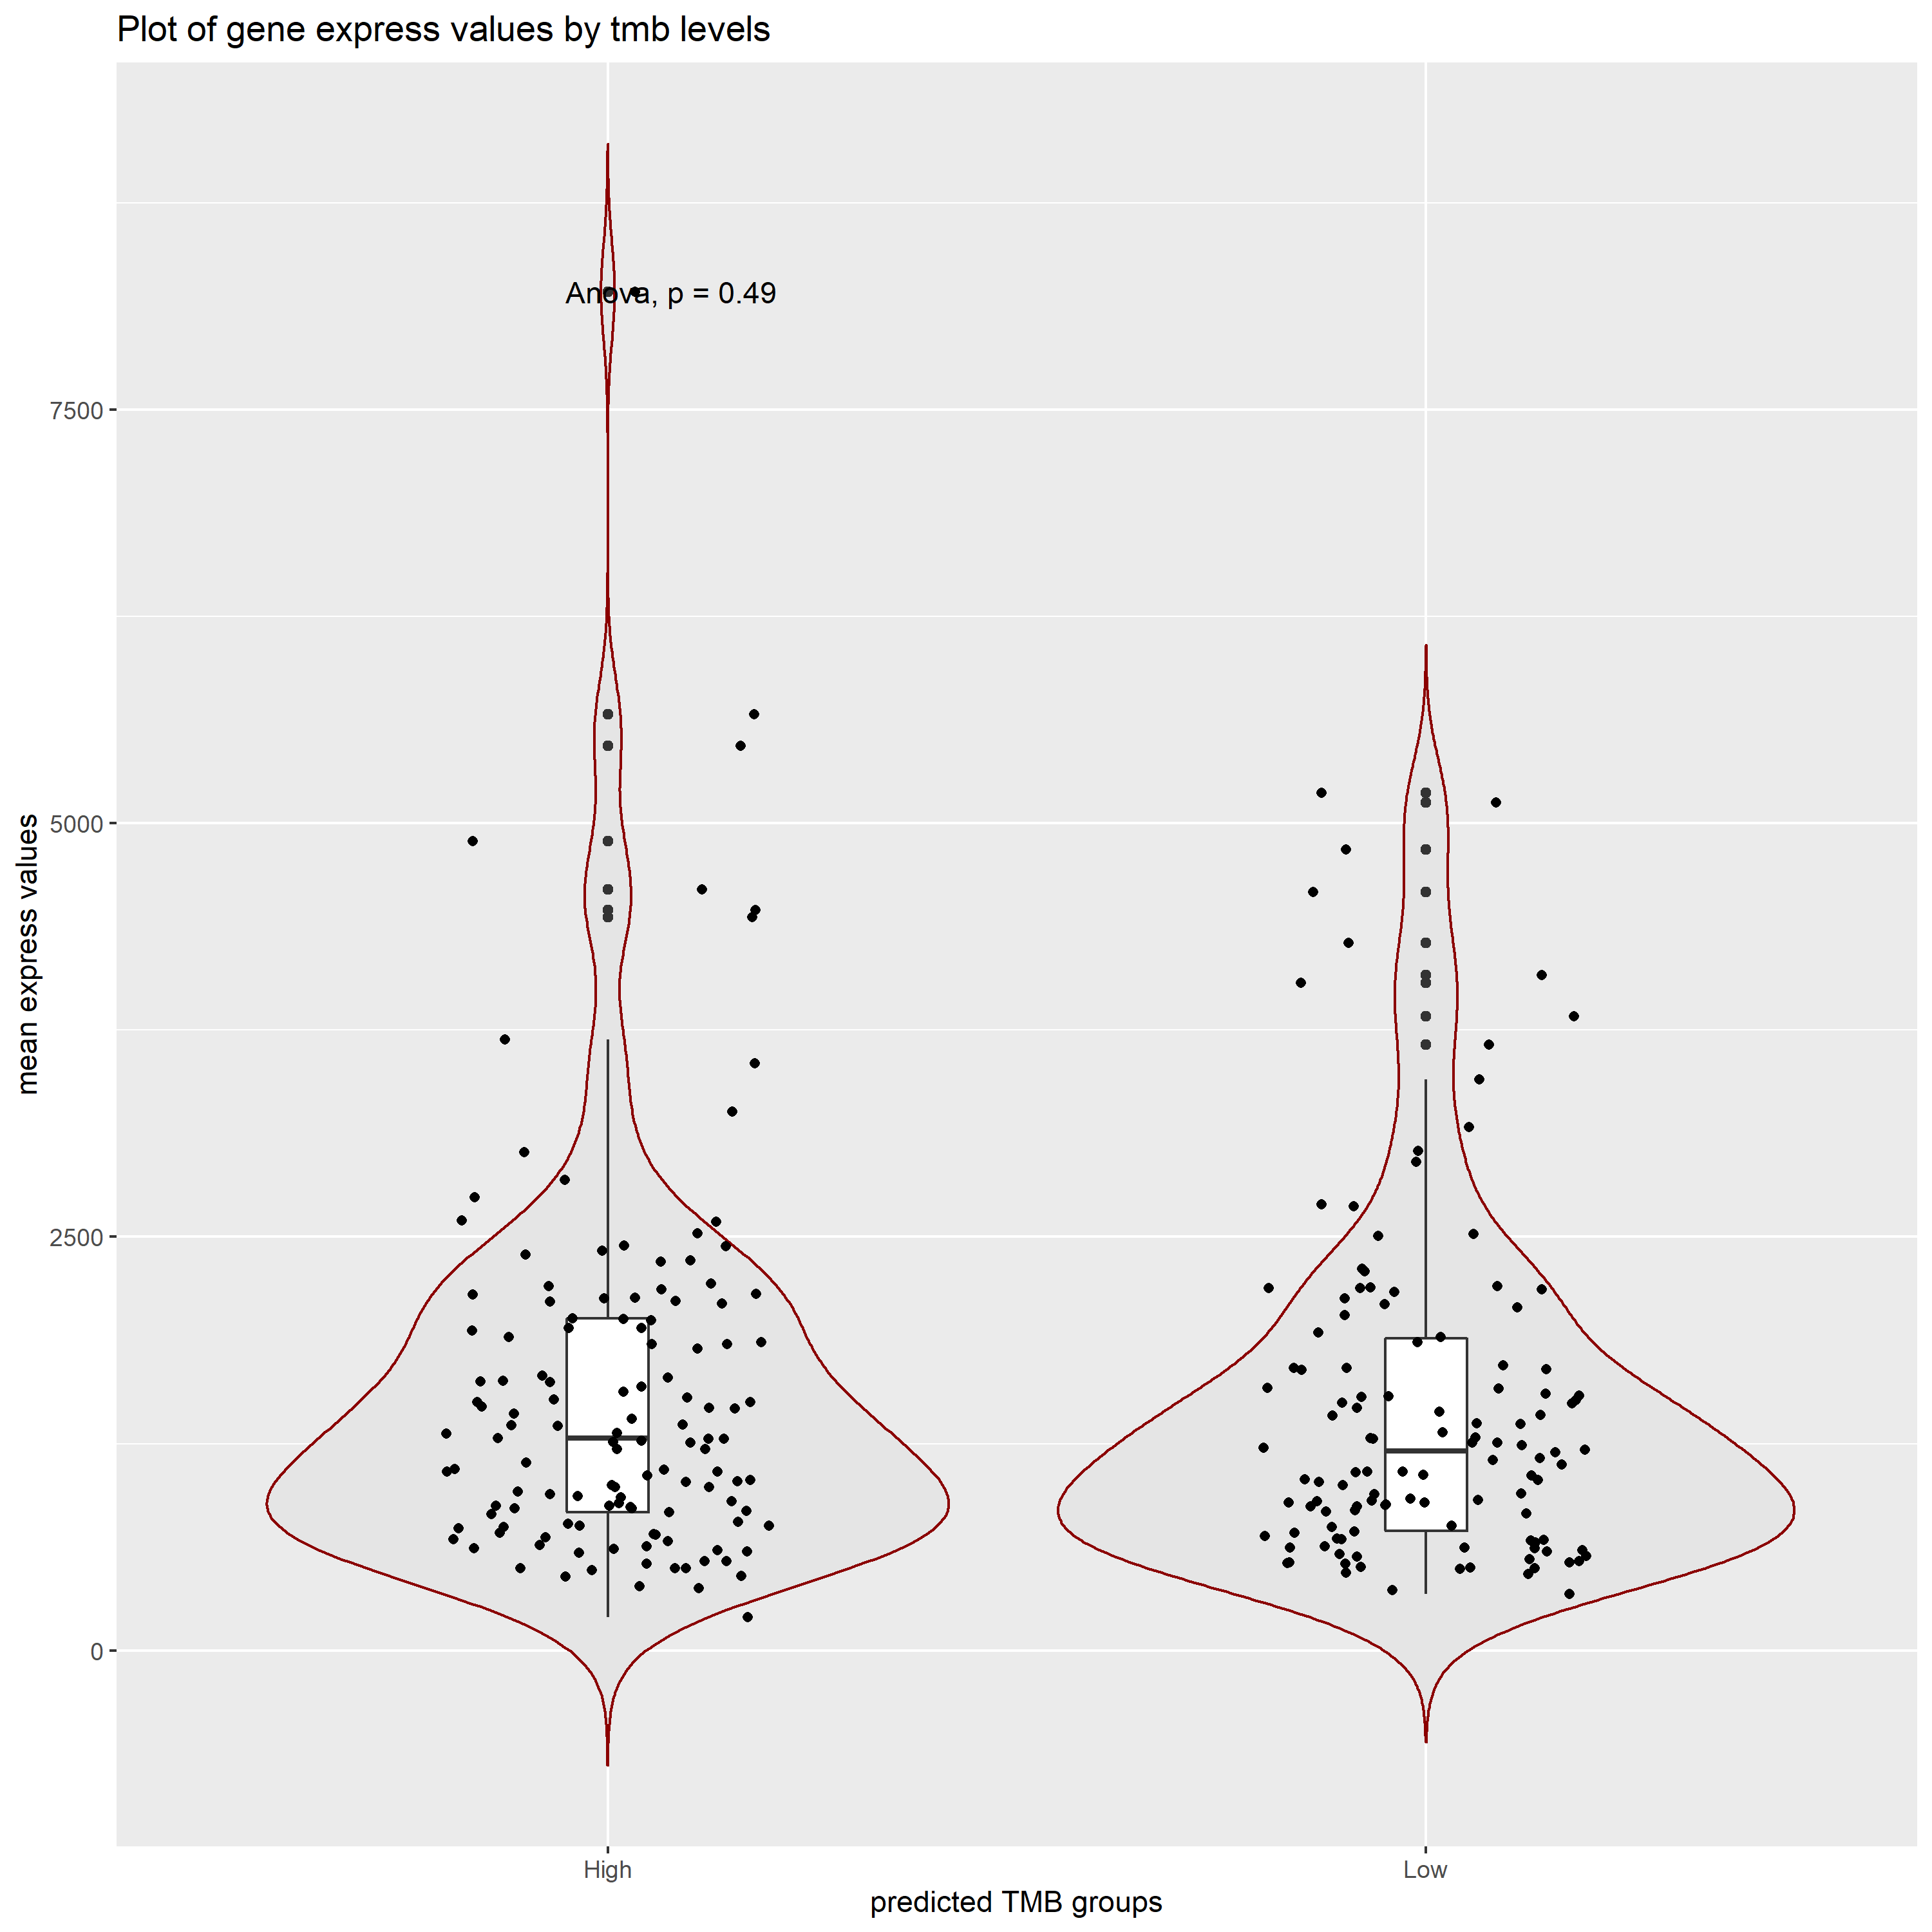 Plot of gene express values by tmb levels
Anova, p = 0.49
7500
5000
2500
0
mean express values
High
Low
predicted TMB groups